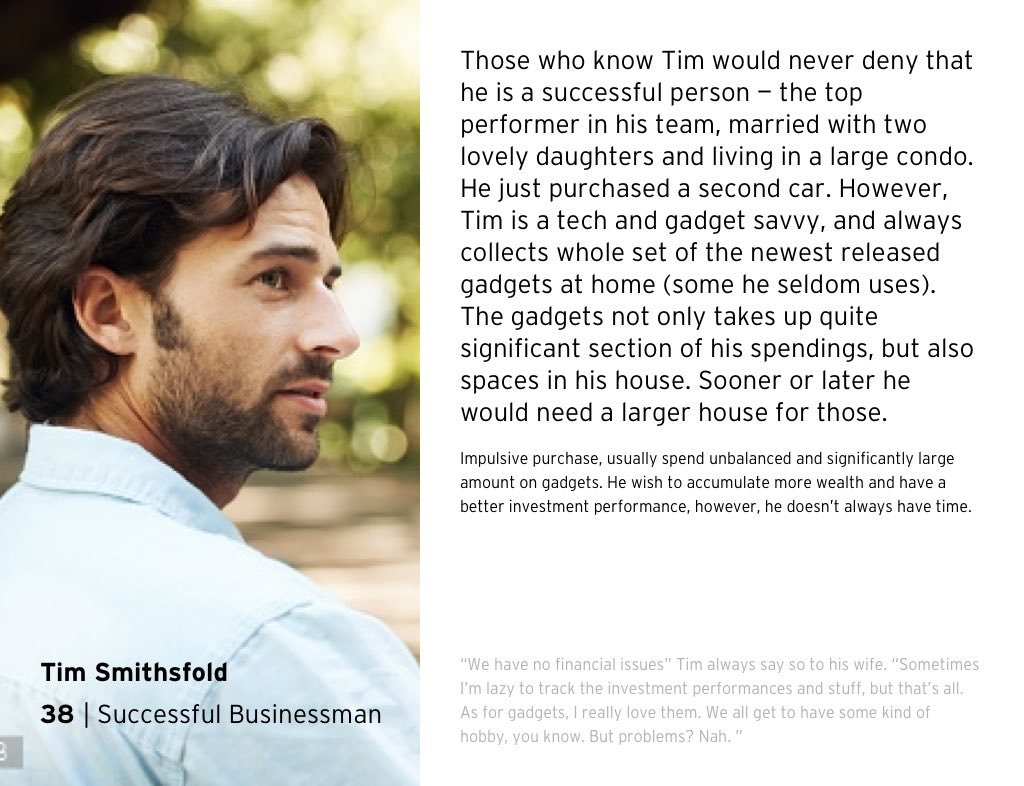 Those who know Tim would never deny that
he is a successful person – the top
performer in his team, married with two
lovely daughters and living in a large condo.
He just purchased a second car. However,
Tim is a tech and gadget savvy, and always
collects whole set of the newest released
gadgets at home (some he seldom uses).
The gadgets not only takes up quite
significant section of his spendings, but also
spaces in his house. Sooner or later he
would need a larger house for those.
Impulsive purchase, usually spend unbalanced and significantly large
amount on gadgets. He wish to accumulate more wealth and have a
better investment performance, however, he doesn’t always have time.
Tim Smithsfold
38 | Successful Businessman
“We have no financial issues” Tim always say so to his wife. “Sometimes
I’m lazy to track the investment performances and stuff, but that’s all.
As for gadgets, I really love them. We all get to have some kind of
hobby, you know. But problems? Nah. ”